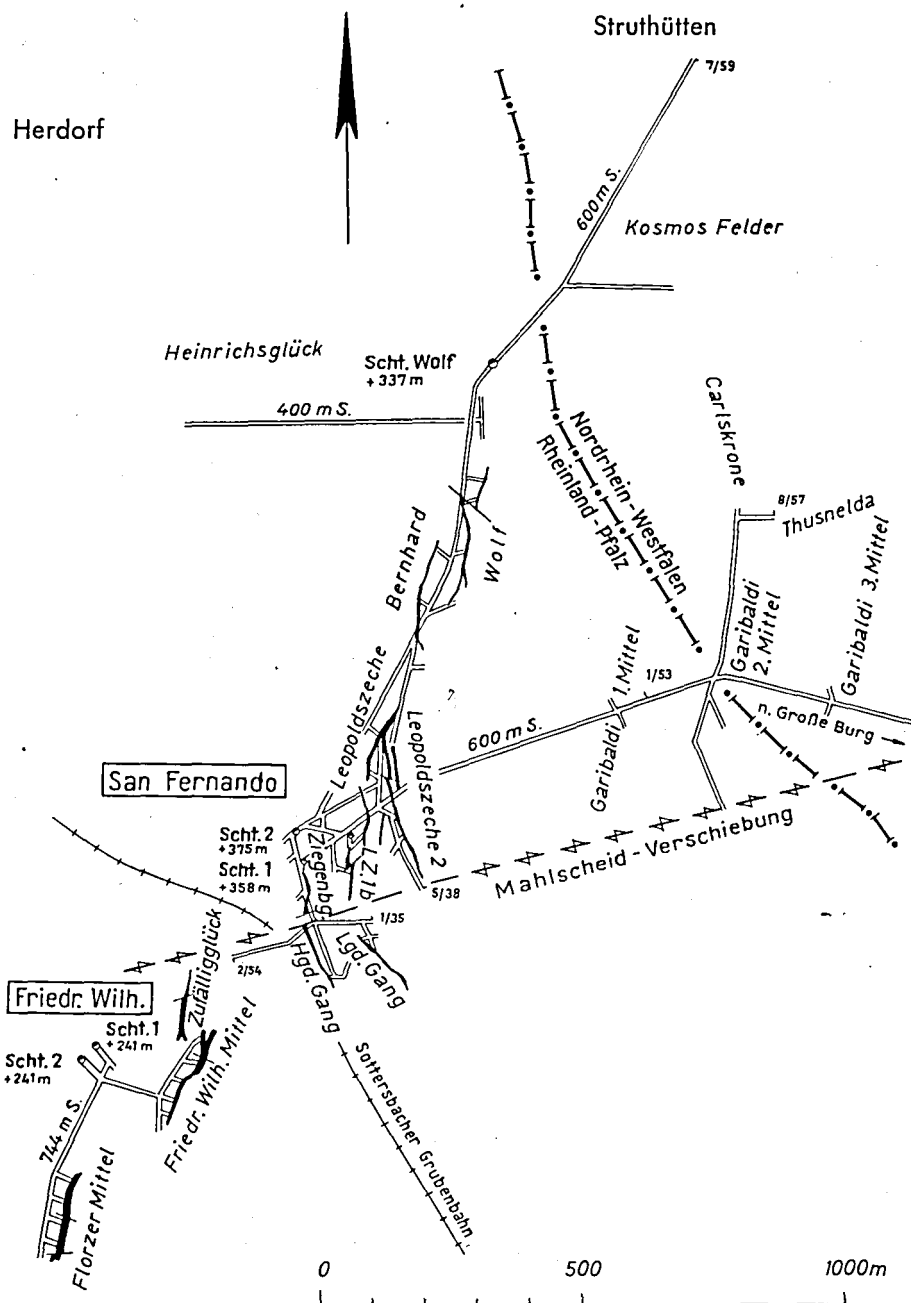 Struthütten
7/59
Herdorf
600 m S.
Kosmos Felder
Heinrichsglück
Scht. Wolf
+ 337 m
400 m S.
Carlskrone
Nordrhein-Westfalen
Rheinland-Pfalz
8/57
Thusnelda
Bernhard
Wolf
Garibaldi 3. Mittel
Garibaldi
2. Mittel
Leopoldszeche
1/53
Garibaldi 1. Mittel
n. Große Burg
600 m S.
Leopoldszeche 2
San Fernando
Scht. 2
+375 m
Scht. 1
+358 m
Ziegenbg.
LZ1b
5/38
Mahlscheid-Verschiebung
1/35
2/54
Zufälligglück
Hgd. Gang
Lgd. Gang
Friedr. Wilh.
Scht. 1
+241 m
Scht. 2
+241 m
Friedr. Wilh. Mittel
744 m S.
Florzer Mittel
Sottersbacher Grubenbahn
0
500
1000m